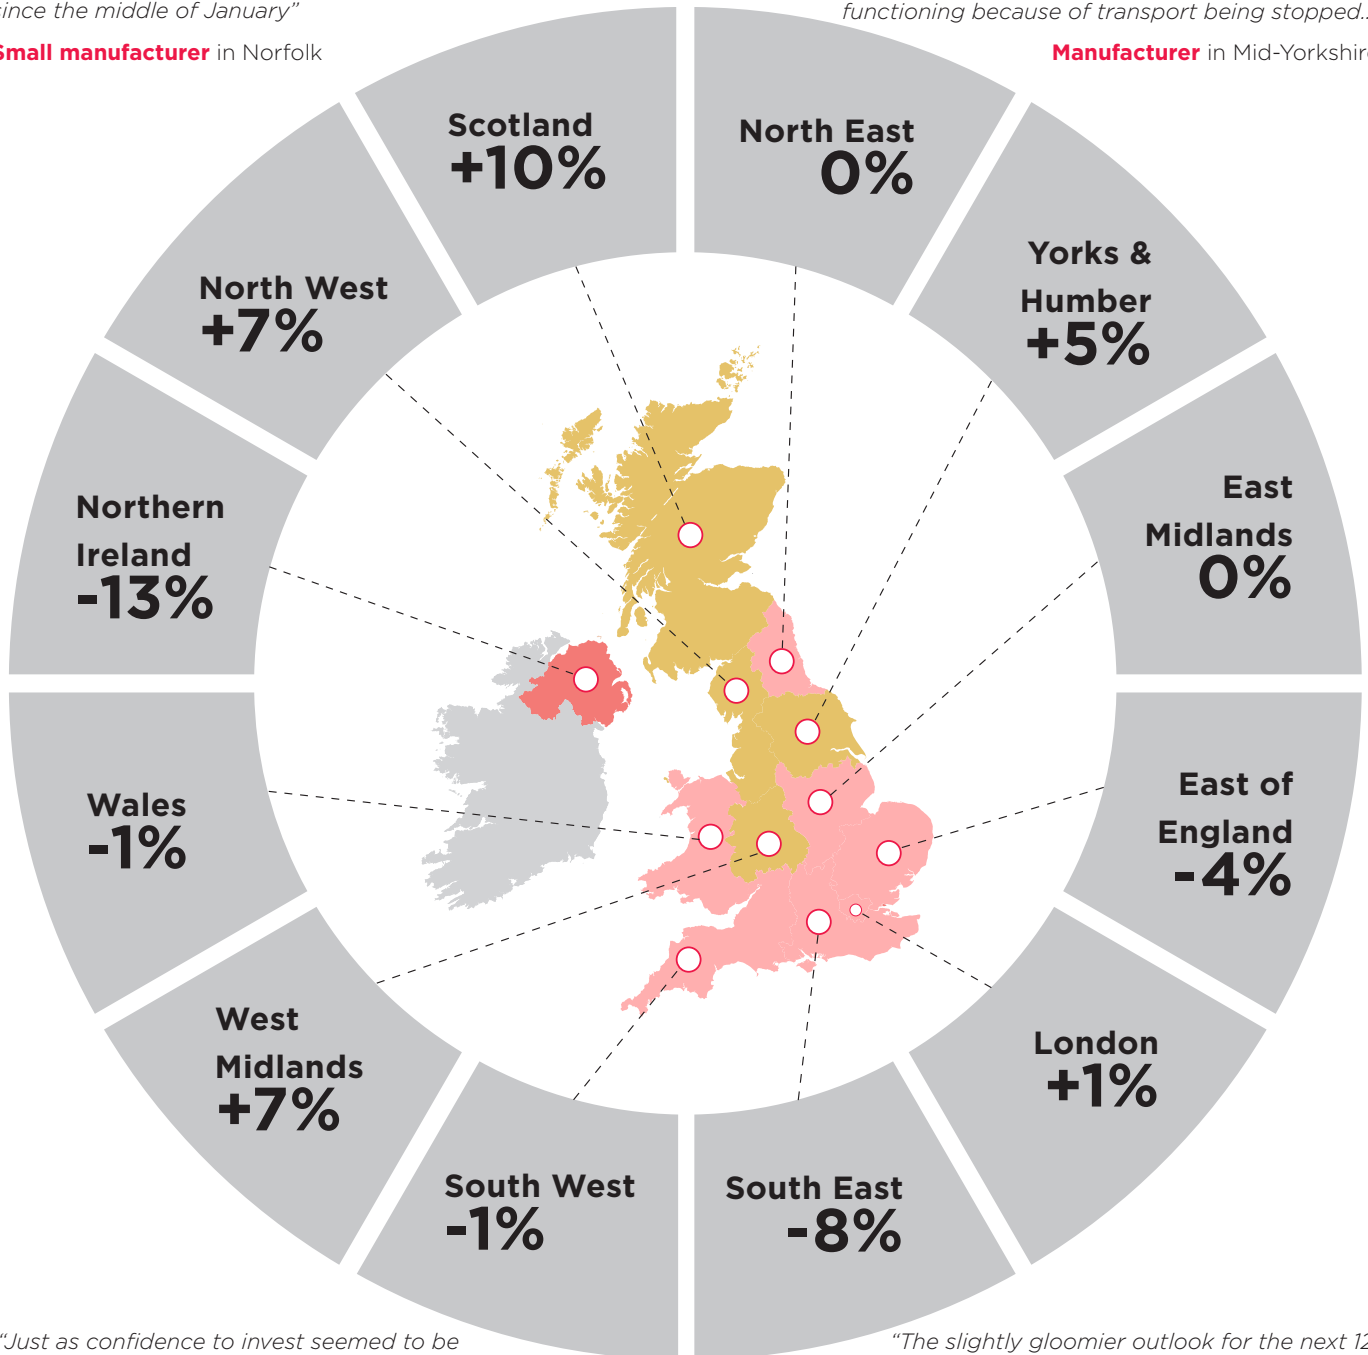 since the middle of January”
Small manufacturer in Norfolk
functioning because of transport being stopped...
Manufacturer in Mid-Yorkshire
Scotland
+10%
North East
0%
Yorks &
Humber
+5%
East
Midlands
0%
East of
England
-4%
London
+1%
South East
-8%
South West
-1%
West
Midlands
+7%
Wales
-1%
Northern
Ireland
-13%
North West
+7%
“Just as confidence to invest seemed to be
“The slightly gloomier outlook for the next 12